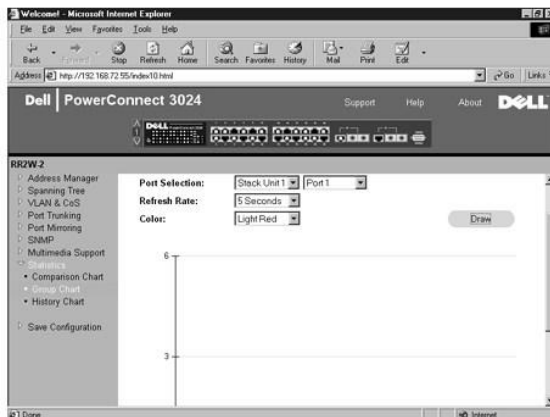 Welcome! - Microsoft Internet Explorer
File Edit View Favorites Tools Help
Back Forward Stop Refresh Home Search Favorites History Mail Print Edit
Address http://192.168.72.55/index10.html Go Links
Dell PowerConnect 3024
Support Help About DELL
DELL
RR2W-2
Address Manager
Spanning Tree
VLAN & CoS
Port Trunking
Port Mirroring
SNMP
Multimedia Support
Statistics
Comparison Chart
Group Chart
History Chart
Save Configuration
Port Selection: Stack Unit 1 Port 1
Refresh Rate: 5 Seconds
Color: Light Red Draw
6
3
Done Internet